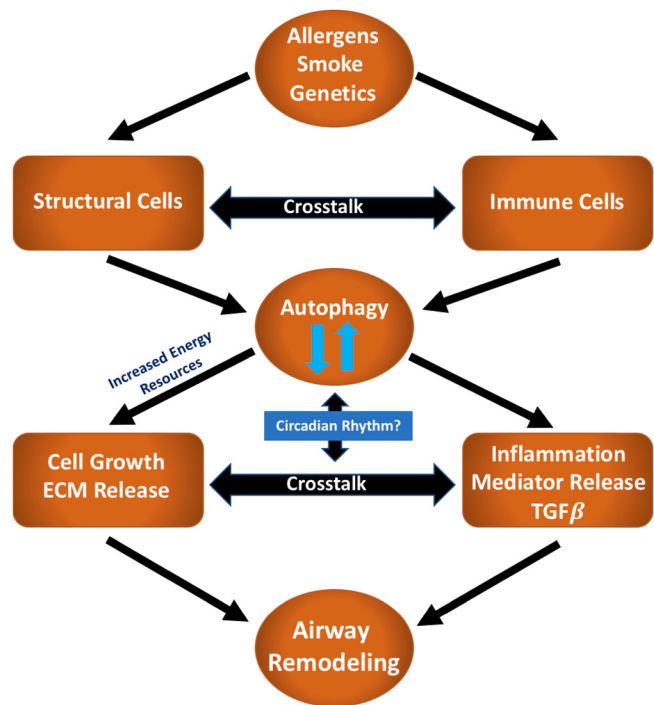 Allergens
Smoke
Genetics
Structural Cells
Crosstalk
Immune Cells
Autophagy
Increased Energy
Resources
Circadian Rhythm?
Cell Growth
ECM Release
Crosstalk
Inflammation
Mediator Release
TGFβ
Airway
Remodeling